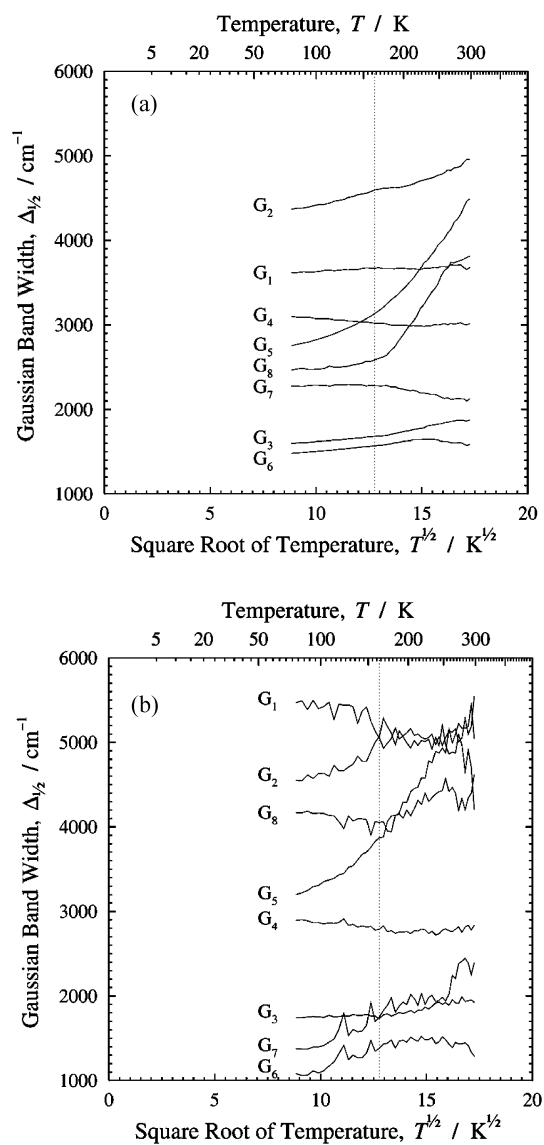 Temperature, T / K
5 20 50 100 200 300
6000
(a)
5000
G2
4000
G1
G4
3000
G5
G8
G7
2000
G3
G6
1000
0 5 10 15 20
Gaussian Band Width, Δ½ / cm⁻¹
Square Root of Temperature, T½ / K½
Temperature, T / K
5 20 50 100 200 300
6000
G1
(b)
5000
G2
G8
4000
G5
3000
G4
2000
G3
G7
G6
1000
0 5 10 15 20
Gaussian Band Width, Δ½ / cm⁻¹
Square Root of Temperature, T½ / K½